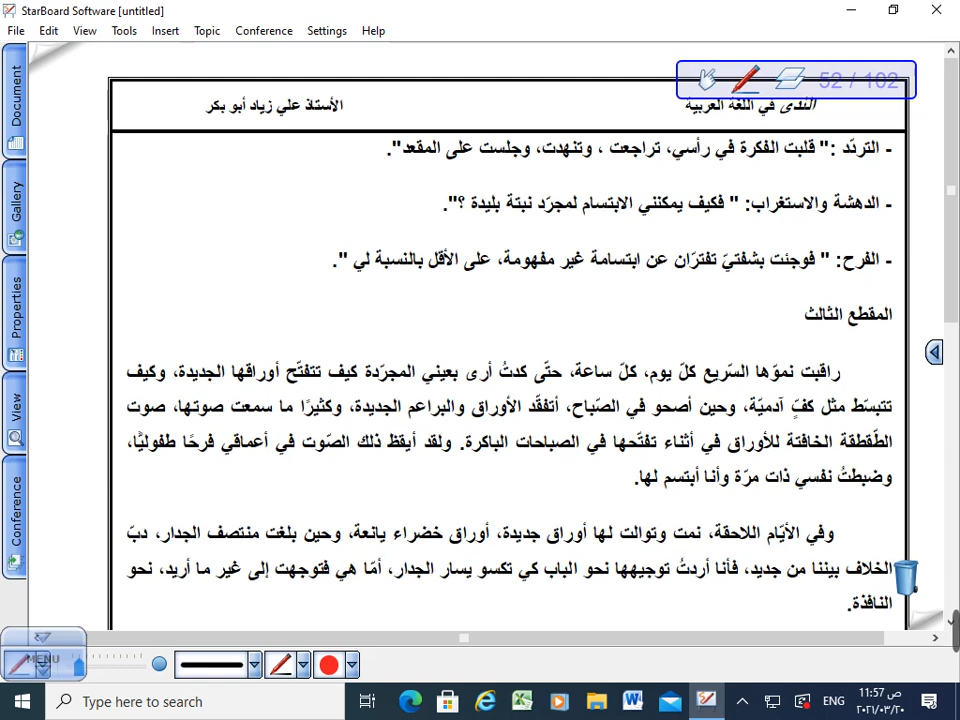 StarBoard Software [untitled]
File Edit View Tools Insert Topic Conference Settings Help
52 / 102
الندى في اللغة العربية الأستاذ علي زياد أبو بكر
- التردّد :" قلبت الفكرة في رأسي، تراجعت ، وتنهدت، وجلست على المقعد".
- الدهشة والاستغراب: " فكيف يمكنني الابتسام لمجرّد نبتة بليدة ؟".
- الفرح: " فوجئت بشفتيّ تفترّان عن ابتسامة غير مفهومة، على الأقل بالنسبة لي ".
المقطع الثالث
راقبت نموّها السّريع كلّ يوم، كلّ ساعة، حتّى كدتُ أرى بعيني المجرّدة كيف تتفتّح أوراقها الجديدة، وكيف
تتبسّط مثل كفٍّ آدميّة، وحين أصحو في الصّباح، أتفقّد الأوراق والبراعم الجديدة، وكثيرًا ما سمعت صوتها، صوت
الطّقطقة الخافتة للأوراق في أثناء تفتّحها في الصباحات الباكرة. ولقد أيقظ ذلك الصّوت في أعماقي فرحًا طفوليًّا،
وضبطتُ نفسي ذات مرّة وأنا أبتسم لها.
وفي الأيّام اللاحقة، نمت وتوالت لها أوراق جديدة، أوراق خضراء يانعة، وحين بلغت منتصف الجدار، دبّ
الخلاف بيننا من جديد، فأنا أردتُ توجيهها نحو الباب كي تكسو يسار الجدار، أمّا هي فتوجهت إلى غير ما أريد، نحو
النافذة.
Document
Gallery
Properties
View
Conference
MENU
Type here to search
ENG
11:57 ص
٢٠٢١/٠٣/٢٠